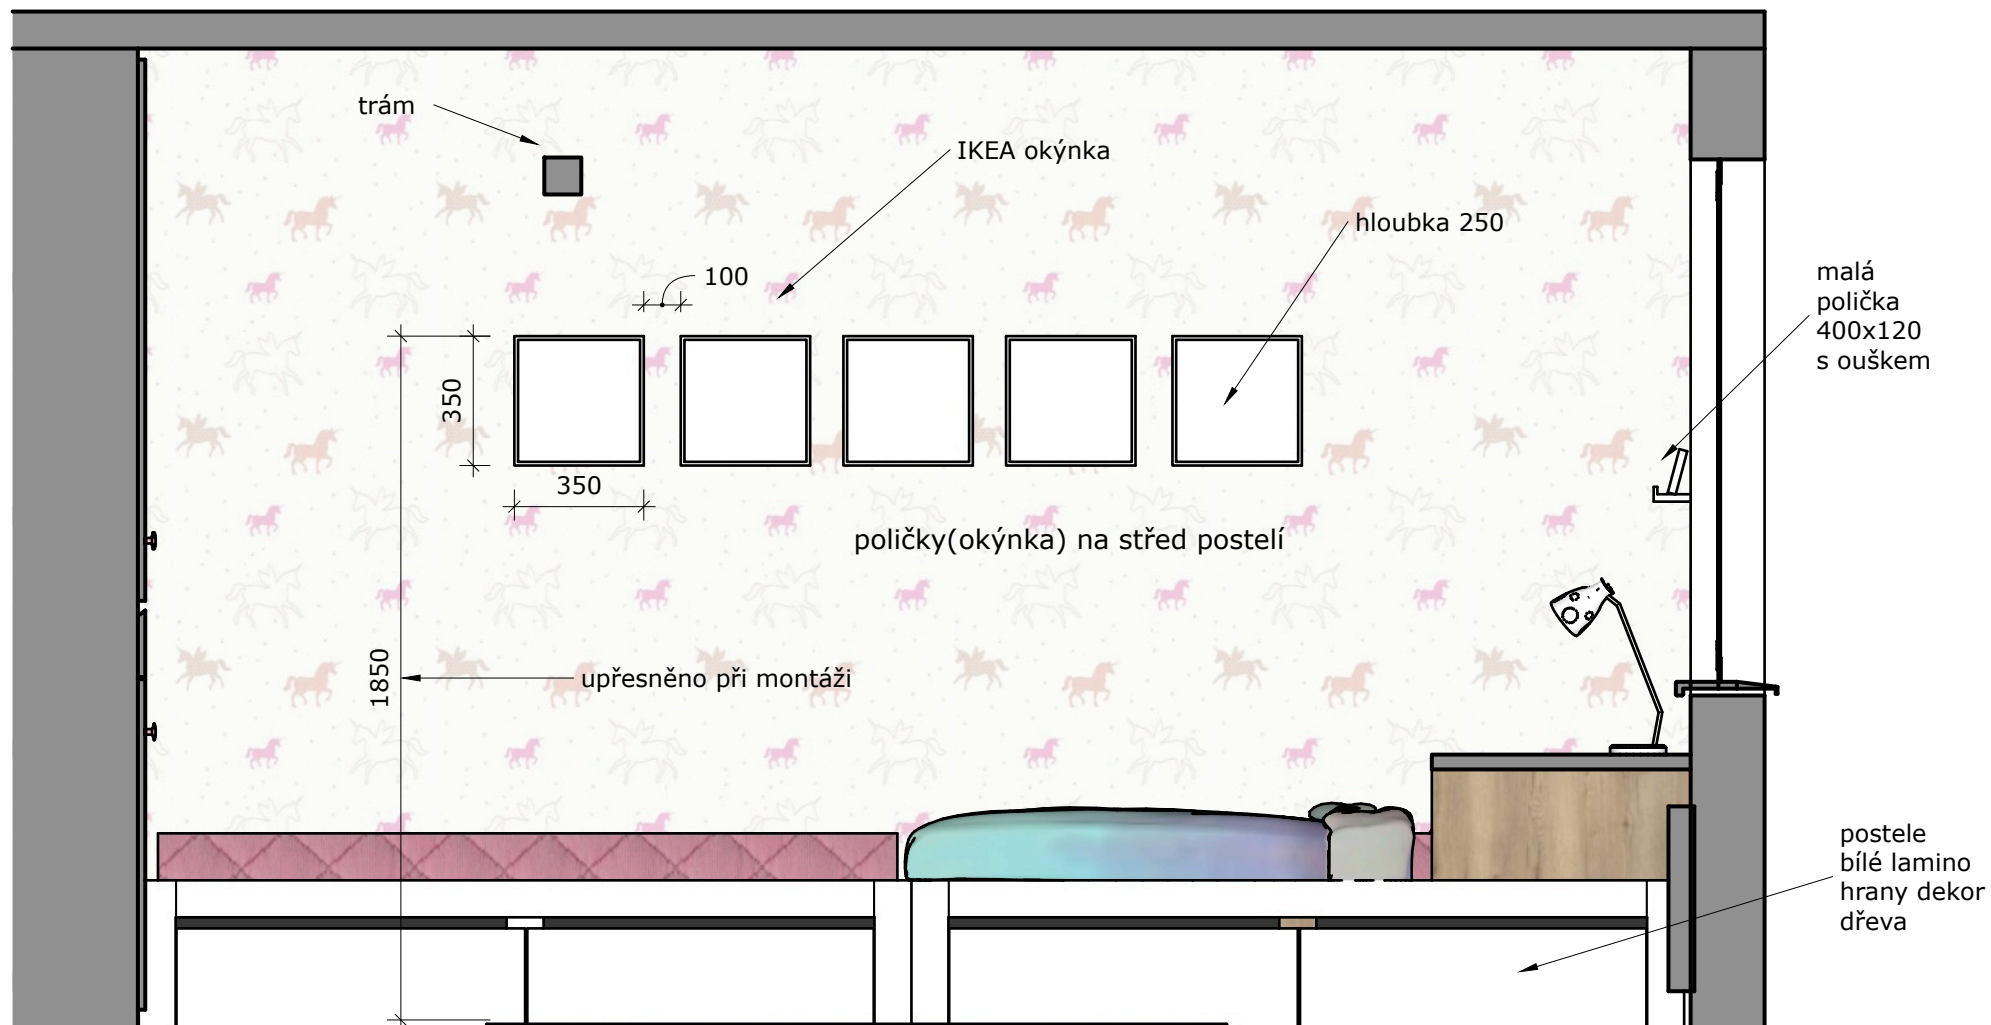 trám
IKEA okýnka
hloubka 250
100
malá
polička
400x120
s ouškem
350
350
poličky(okýnka) na střed postelí
1850
upřesněno při montáži
postele
bílé lamino
hrany dekor
dřeva